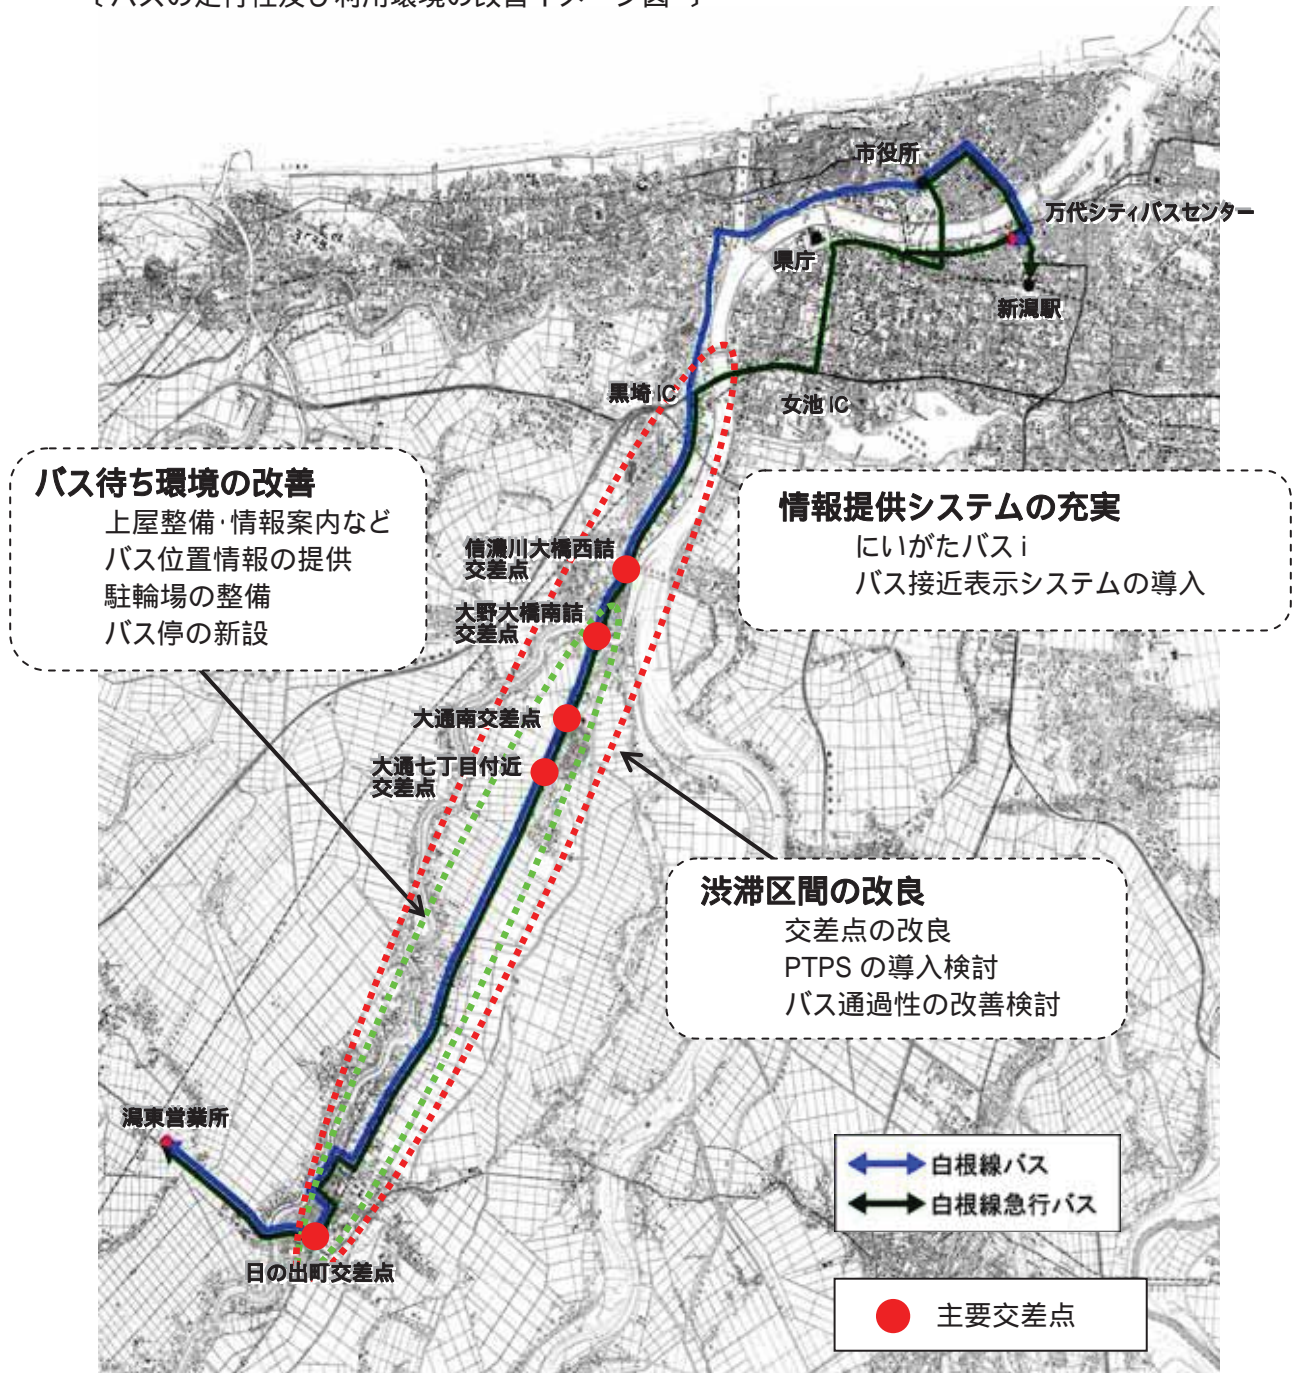 〔バスの走行性及び利用環境の改善イメージ図〕
市役所
万代シティバスセンター
県庁
新潟駅
黒埼 IC
女池 IC
バス待ち環境の改善
上屋整備･情報案内など
バス位置情報の提供
駐輪場の整備
バス停の新設
情報提供システムの充実
にいがたバスi
バス接近表示システムの導入
信濃川大橋西詰
交差点
大野大橋南詰
交差点
大通南交差点
大通七丁目付近
交差点
渋滞区間の改良
交差点の改良
PTPS の導入検討
バス通過性の改善検討
潟東営業所
日の出町交差点
白根線バス
白根線急行バス
主要交差点